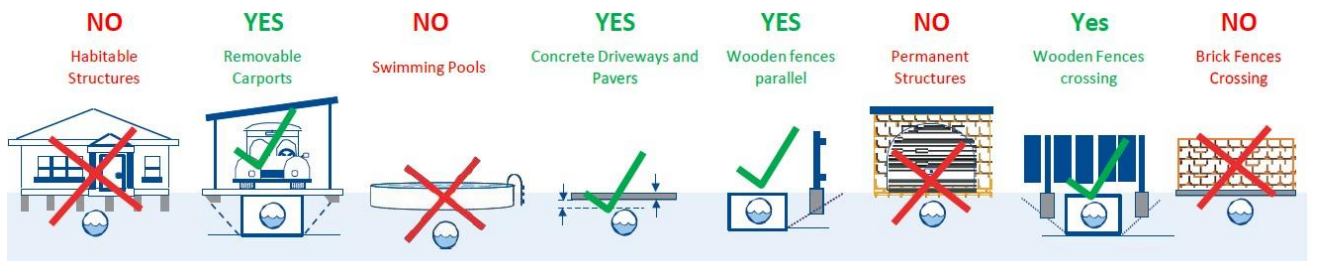 NO
Habitable
Structures
YES
Removable
Carports
NO
Swimming Pools
YES
Concrete Driveways and
Pavers
YES
Wooden fences
parallel
NO
Permanent
Structures
Yes
Wooden Fences
crossing
NO
Brick Fences
Crossing